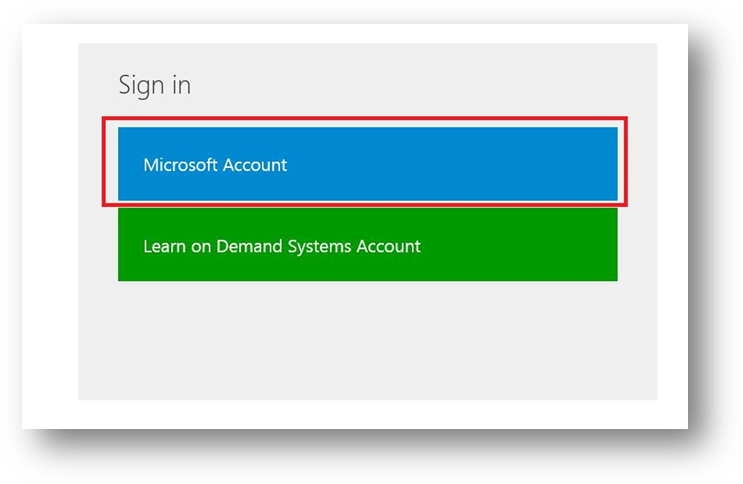 Sign in
Microsoft Account
Learn on Demand Systems Account